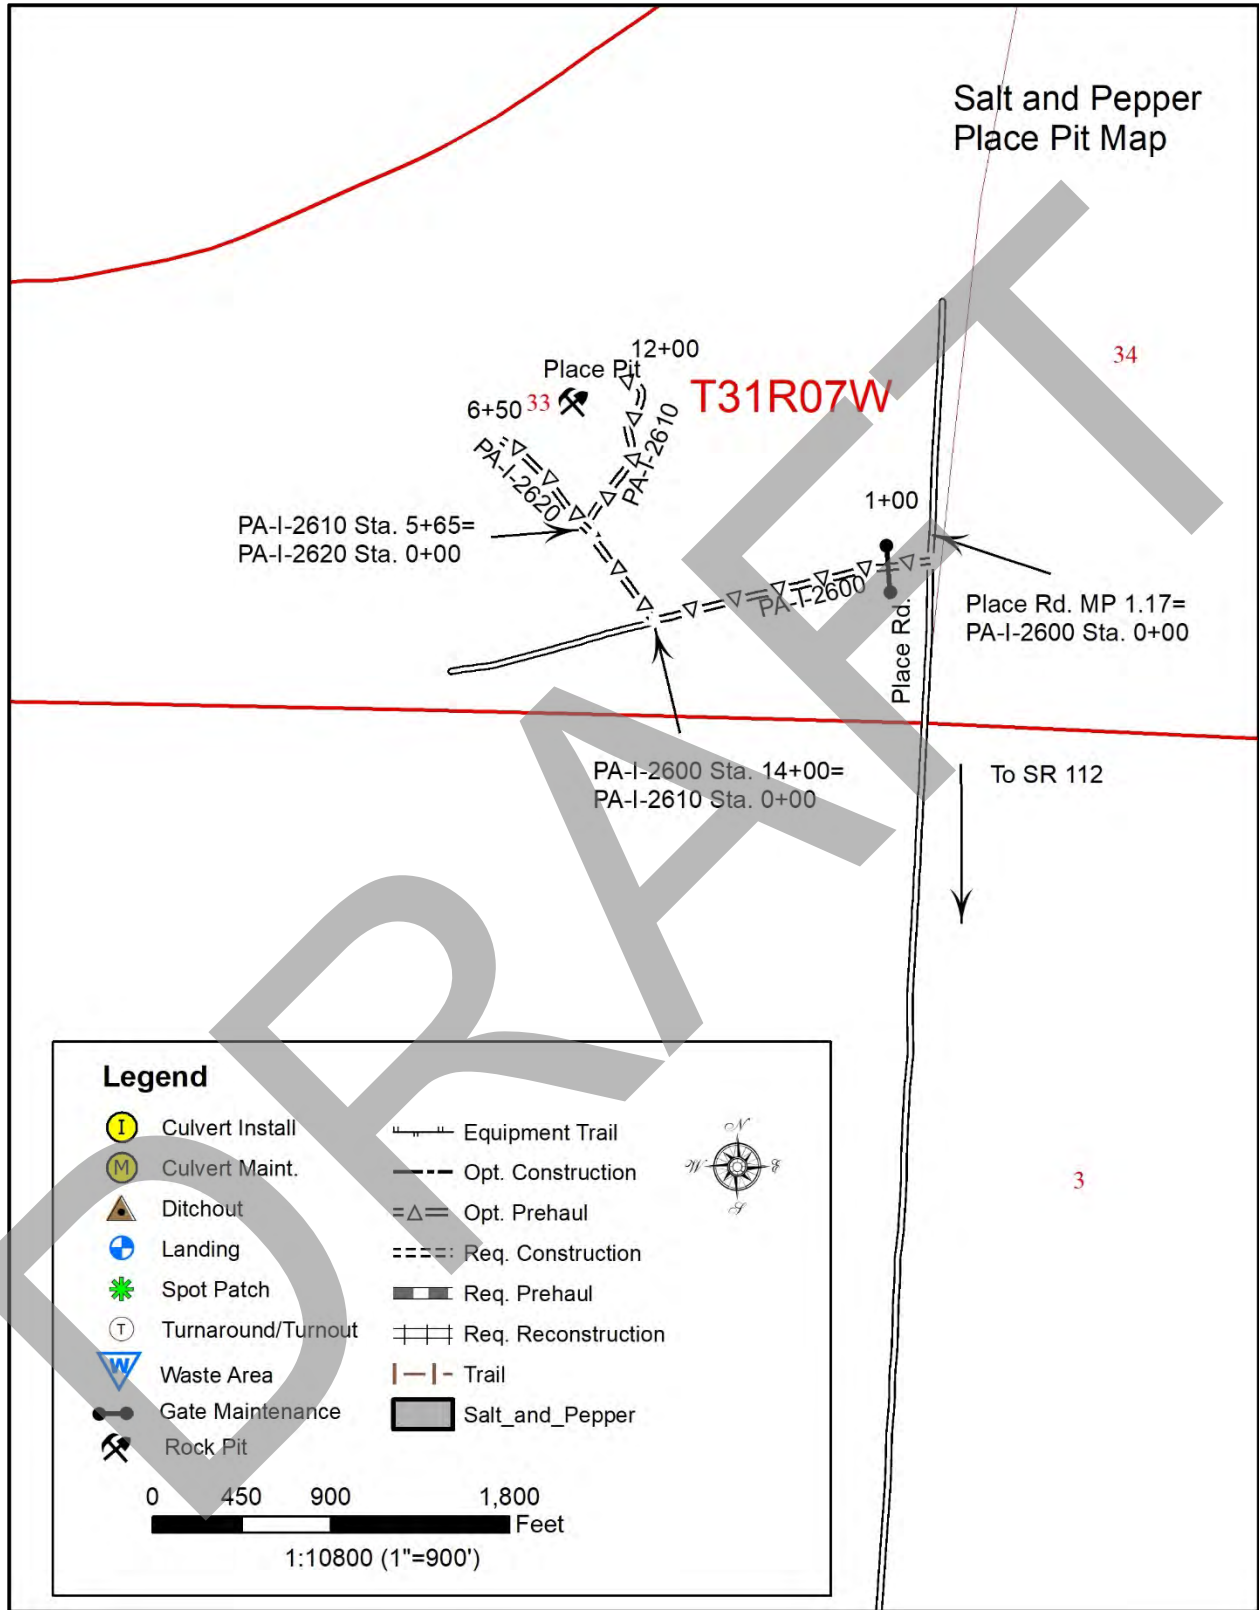 Salt and Pepper
Place Pit Map
34
12+00
Place Pit
T31R07W
6+50 33
PA-I-2610
PA-I-2620
1+00
PA-I-2610 Sta. 5+65=
PA-I-2620 Sta. 0+00
PA-I-2600
Place Rd. MP 1.17=
PA-I-2600 Sta. 0+00
Place Rd.
PA-I-2600 Sta. 14+00=
PA-I-2610 Sta. 0+00
To SR 112
DRAFT
3
Legend
I Culvert Install
M Culvert Maint.
Ditchout
Landing
Spot Patch
T Turnaround/Turnout
W Waste Area
Gate Maintenance
Rock Pit
Equipment Trail
Opt. Construction
Opt. Prehaul
Req. Construction
Req. Prehaul
Req. Reconstruction
Trail
Salt_and_Pepper
N
W E
S
0 450 900 1,800
Feet
1:10800 (1"=900')